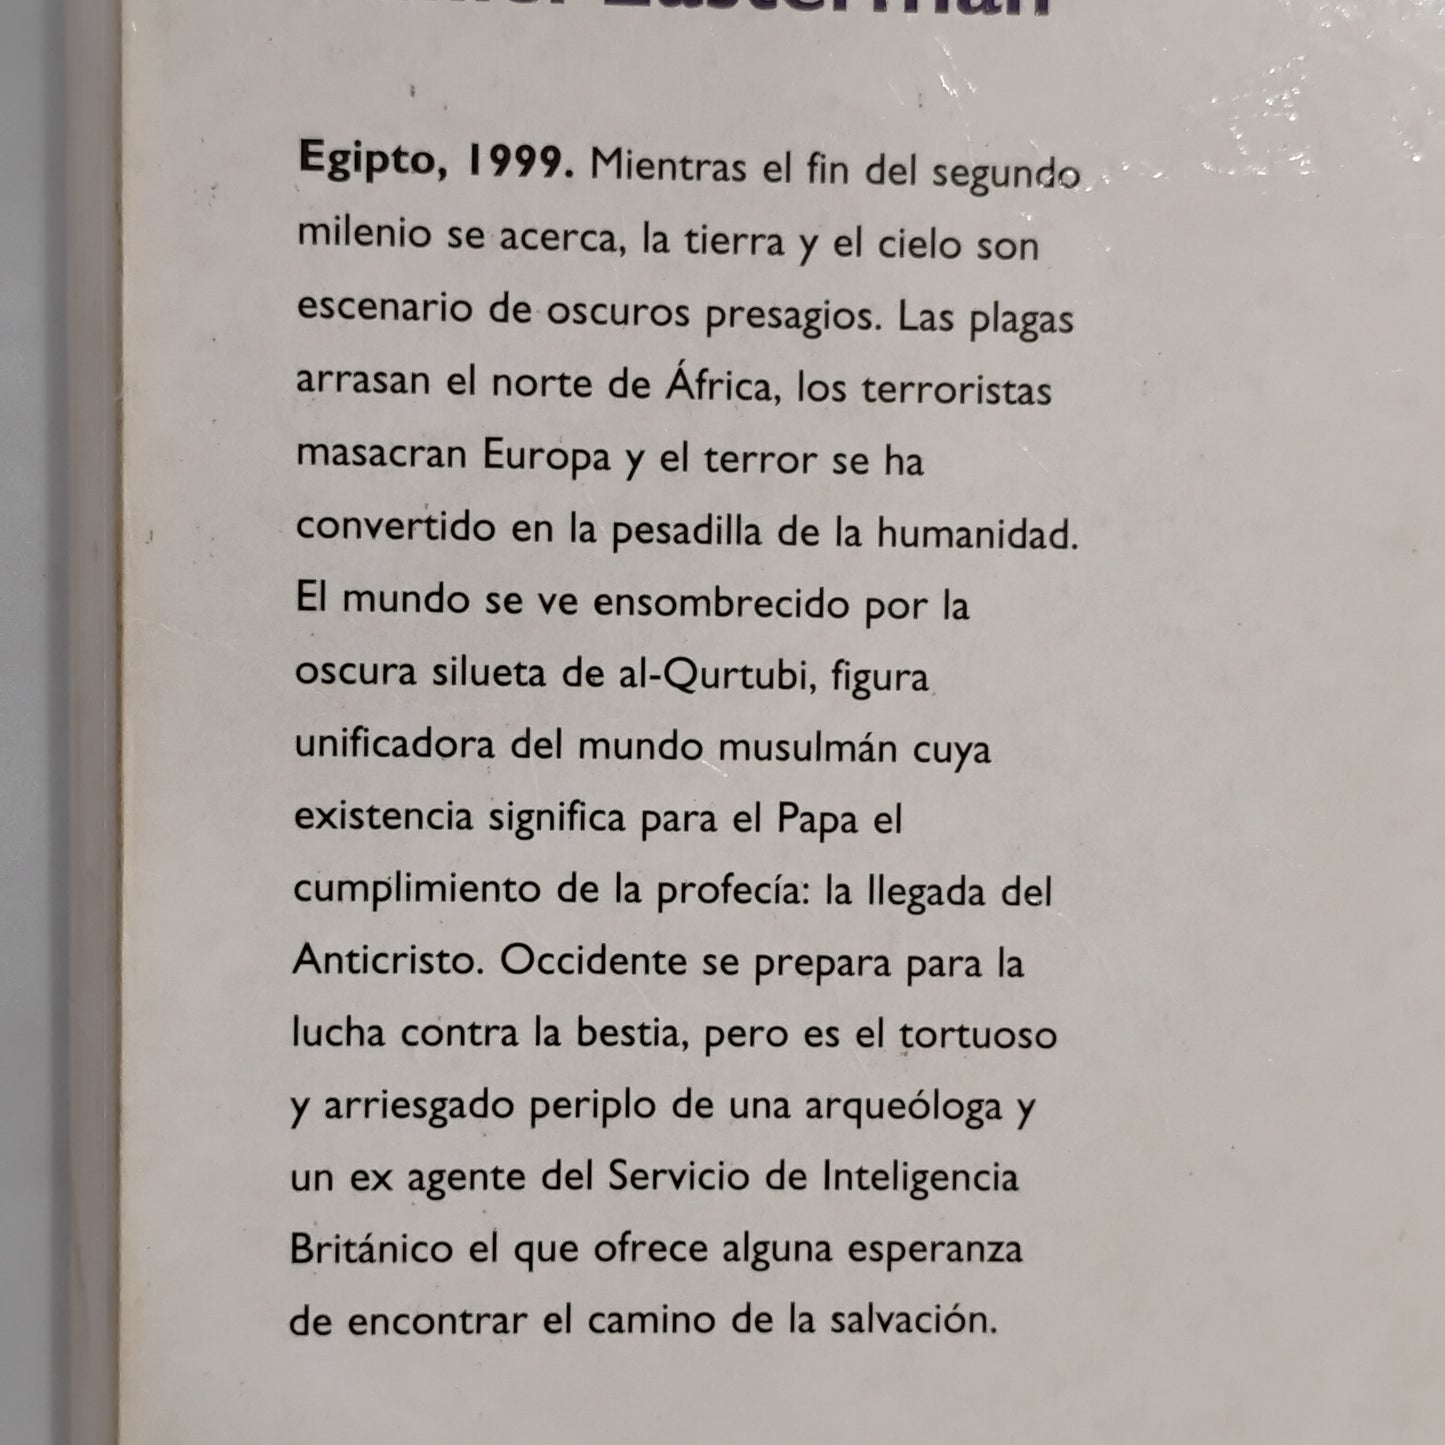 Easterman
Egipto, 1999. Mientras el fin del segundo
milenio se acerca, la tierra y el cielo son
escenario de oscuros presagios. Las plagas
arrasan el norte de África, los terroristas
masacran Europa y el terror se ha
convertido en la pesadilla de la humanidad.
El mundo se ve ensombrecido por la
oscura silueta de al-Qurtubi, figura
unificadora del mundo musulmán cuya
existencia significa para el Papa el
cumplimiento de la profecía: la llegada del
Anticristo. Occidente se prepara para la
lucha contra la bestia, pero es el tortuoso
y arriesgado periplo de una arqueóloga y
un ex agente del Servicio de Inteligencia
Británico el que ofrece alguna esperanza
de encontrar el camino de la salvación.